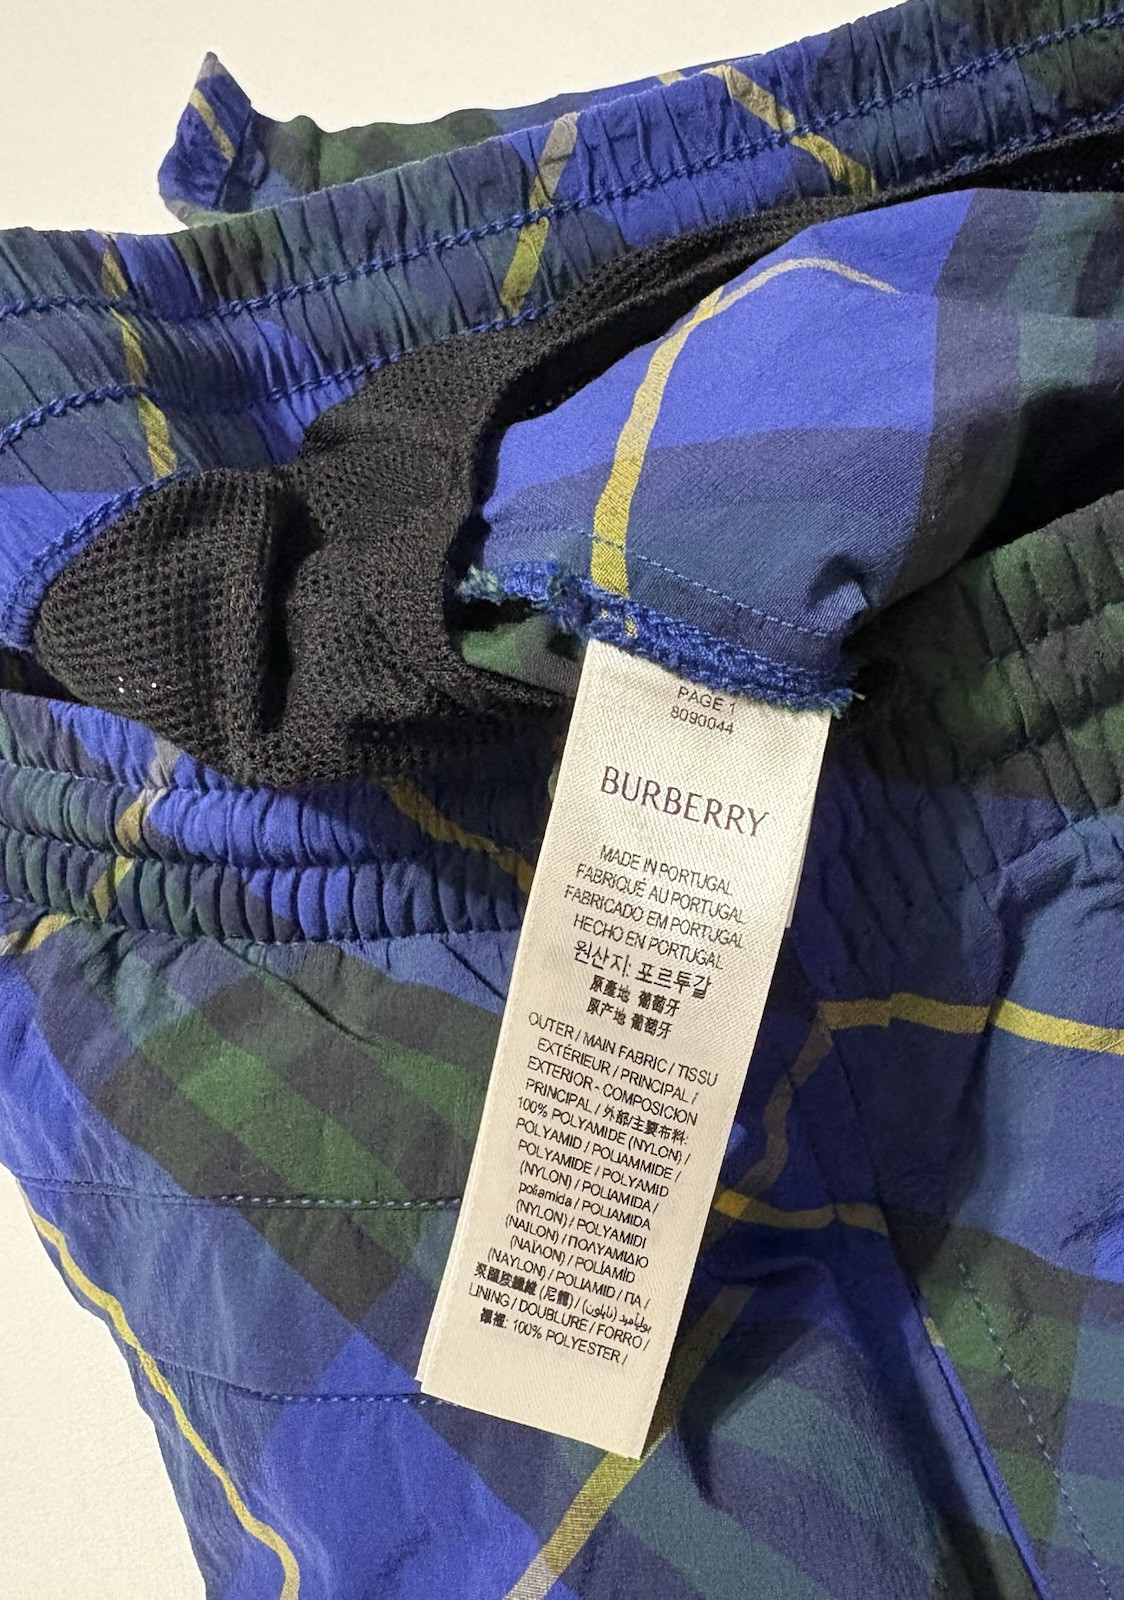 PAGE 1
8090044
BURBERRY
MADE IN PORTUGAL
FABRIQUE AU PORTUGAL
FABRICADO EM PORTUGAL
HECHO EN PORTUGAL
원산지: 포르투갈
原產地 葡萄牙
原产地 葡萄牙
OUTER / MAIN FABRIC / TISSU
EXTÉRIEUR / PRINCIPAL /
EXTERIOR - COMPOSICION
PRINCIPAL / 外部/主要布料:
100% POLYAMIDE (NYLON) /
POLYAMID / POLIAMMIDE /
POLYAMIDE / POLYAMID
(NYLON) / POLIAMIDA /
poliamida / POLIAMIDA
(NYLON) / POLYAMIDI
(NAILON) / ΠΟΛΥΑΜΙΔΙΟ
(ΝΑΪΛΟΝ) / POLÍAMÍÐ
(NAYLON) / POLIAMID / ПА /
聚醯胺纖維 (尼龍) / بولياميد (نايلون) /
LINING / DOUBLURE / FORRO /
襯裡: 100% POLYESTER /